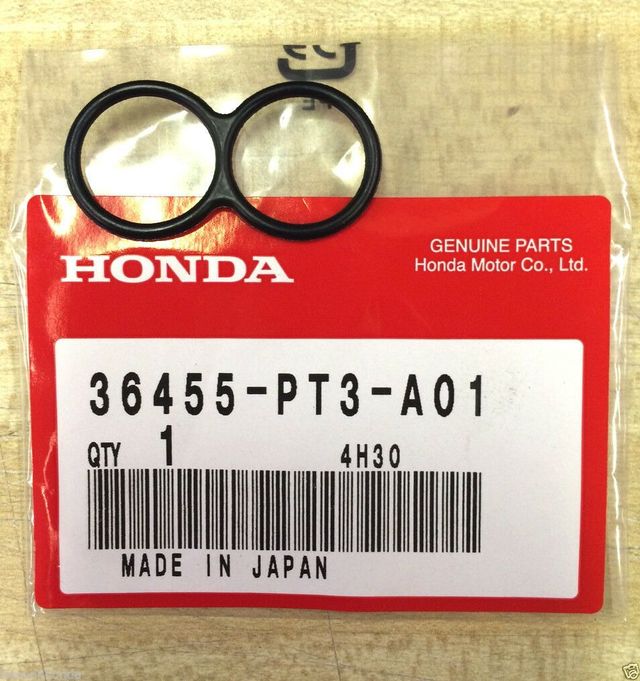 HONDA
GENUINE PARTS
Honda Motor Co., Ltd.
36455-PT3-A01
QTY 1 4H30
MADE IN JAPAN